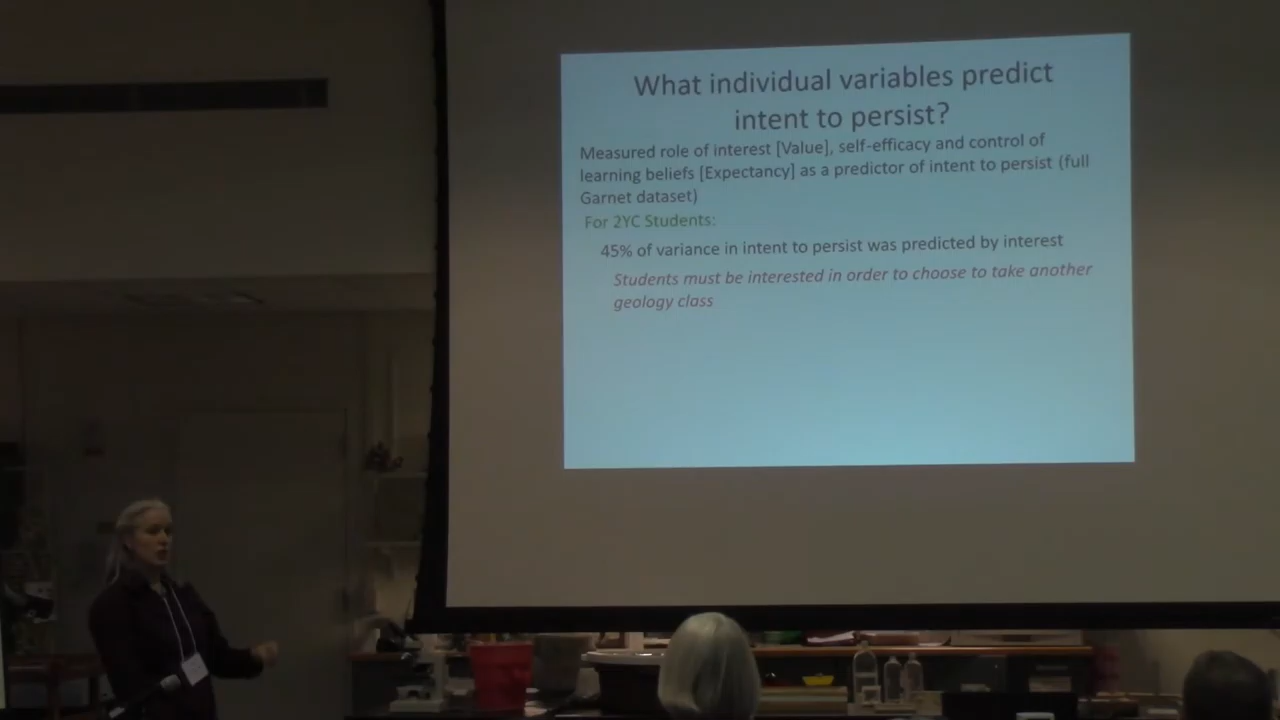 What individual variables predict
intent to persist?
Measured role of interest [Value], self-efficacy and control of
learning beliefs [Expectancy] as a predictor of intent to persist (full
Garnet dataset)
For 2YC Students:
45% of variance in intent to persist was predicted by interest
Students must be interested in order to choose to take another
geology class